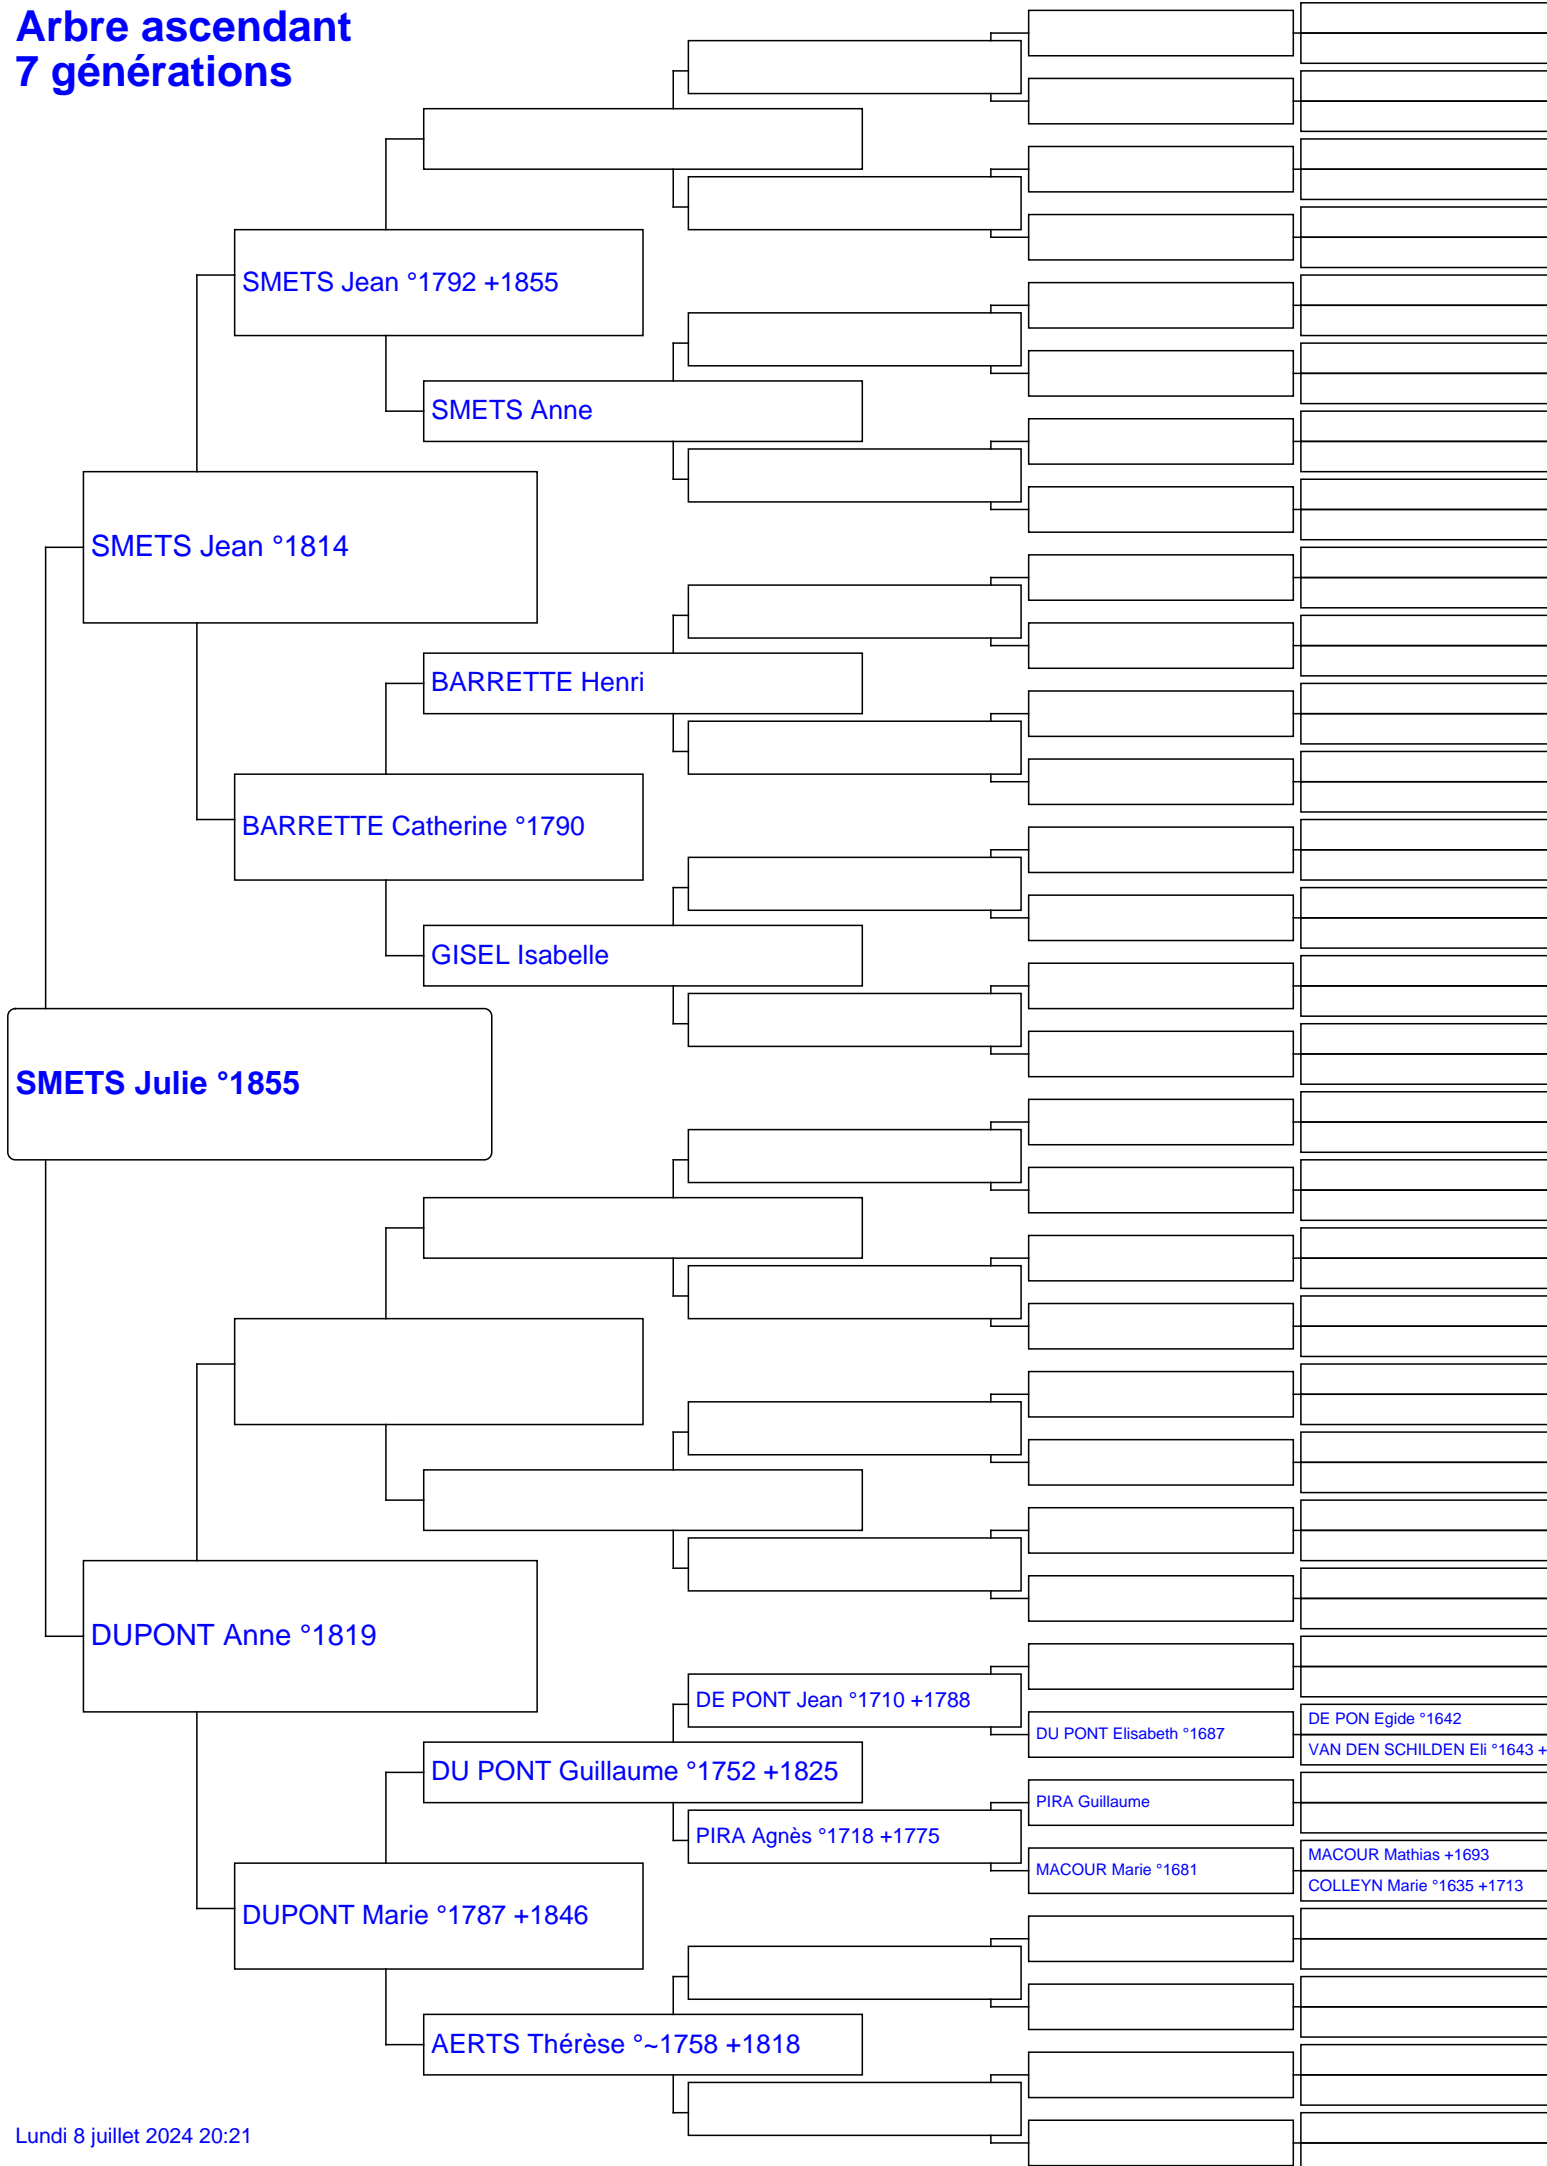 Arbre ascendant
7 générations
SMETS Jean °1792 +1855
SMETS Anne
SMETS Jean °1814
BARRETTE Henri
BARRETTE Catherine °1790
GISEL Isabelle
SMETS Julie °1855
DUPONT Anne °1819
DE PONT Jean °1710 +1788
DU PONT Elisabeth °1687
DE PON Egide °1642
VAN DEN SCHILDEN Eli °1643 +
DU PONT Guillaume °1752 +1825
PIRA Guillaume
PIRA Agnès °1718 +1775
MACOUR Marie °1681
MACOUR Mathias +1693
COLLEYN Marie °1635 +1713
DUPONT Marie °1787 +1846
AERTS Thérèse °~1758 +1818
Lundi 8 juillet 2024 20:21